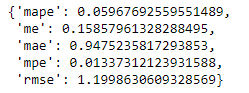 {'mape': 0.05967692559551489,
'me': 0.15857961328288495,
'mae': 0.9475235817293853,
'mpe': 0.01337312123931588,
'rmse': 1.1998630609328569}